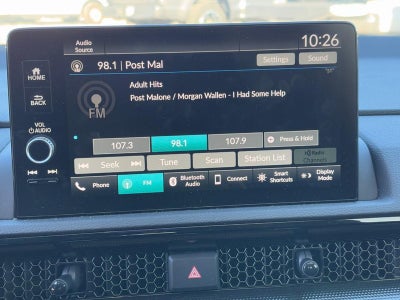 Audio Source
10:26
98.1 | Post Mal
Settings
Sound
HOME
BACK
VOL
AUDIO
FM
Adult Hits
Post Malone / Morgan Wallen - I Had Some Help
107.3
98.1
107.9
Press & Hold
Seek
Tune
Scan
Station List
HD Radio Channels
Phone
FM
Bluetooth Audio
Connect
Smart Shortcuts
Display Mode